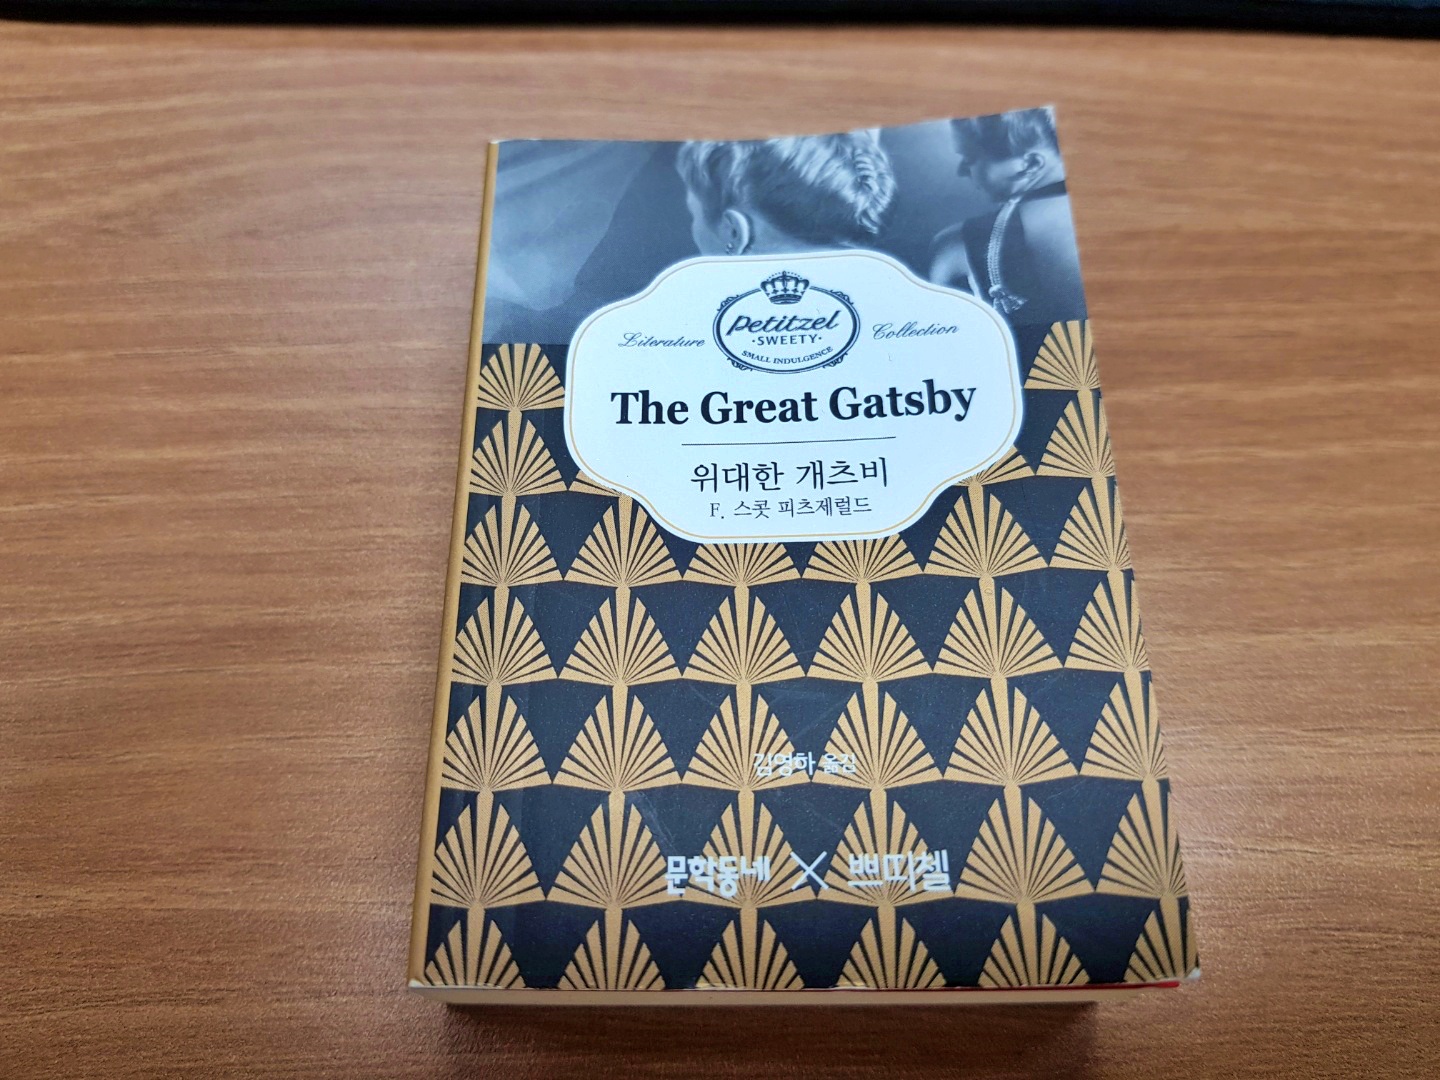 Literature Collection
Petitzel
·SWEETY·
SMALL INDULGENCE
The Great Gatsby
위대한 개츠비
F. 스콧 피츠제럴드
김영하 옮김
문학동네 X 쁘띠첼